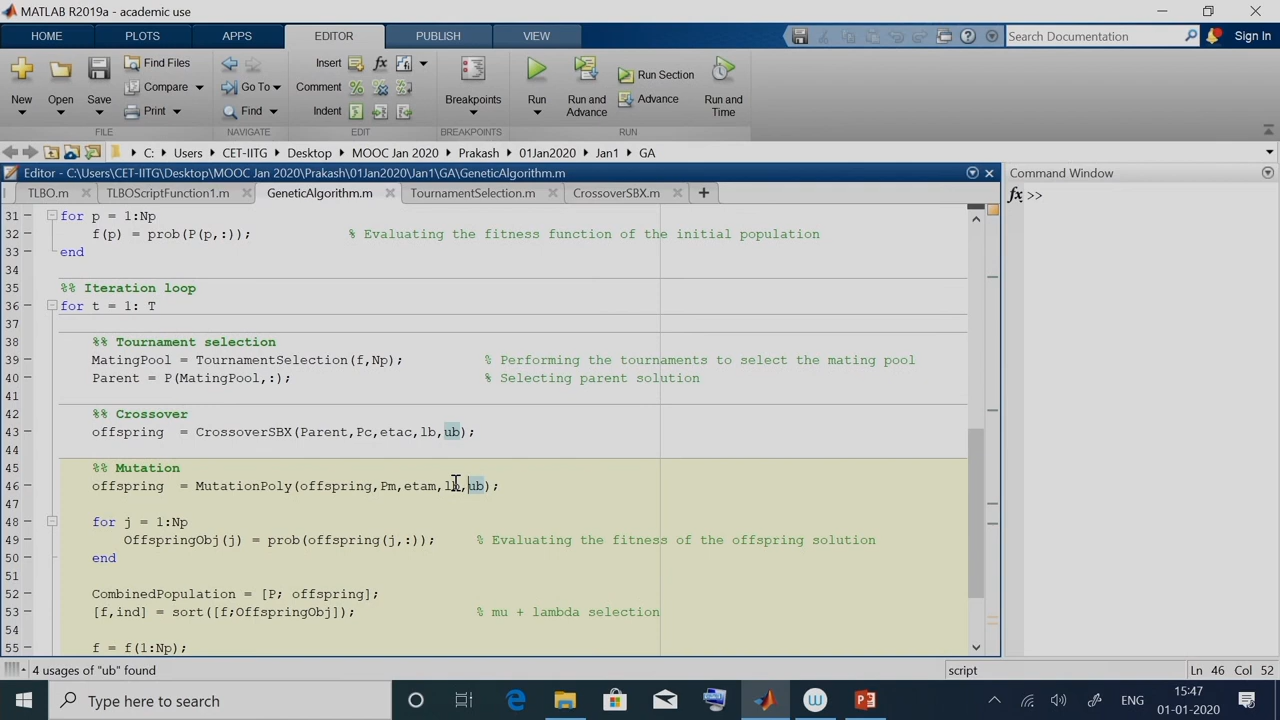 MATLAB R2019a - academic use
HOME PLOTS APPS EDITOR PUBLISH VIEW Search Documentation Sign In
New Open Save Find Files Compare Print Go To Find Insert Comment Indent Breakpoints Run Run and Advance Run Section Advance Run and Time
FILE NAVIGATE EDIT BREAKPOINTS RUN
C: Users CET-IITG Desktop MOOC Jan 2020 Prakash 01Jan2020 Jan1 GA
Editor - C:\Users\CET-IITG\Desktop\MOOC Jan 2020\Prakash\01Jan2020\Jan1\GA\GeneticAlgorithm.m
Command Window
TLBO.m TLBOScriptFunction1.m GeneticAlgorithm.m TournamentSelection.m CrossoverSBX.m
fx >>
31 for p = 1:Np
32 f(p) = prob(P(p,:)); % Evaluating the fitness function of the initial population
33 end
34
35 %% Iteration loop
36 for t = 1: T
37
38 %% Tournament selection
39 MatingPool = TournamentSelection(f,Np); % Performing the tournaments to select the mating pool
40 Parent = P(MatingPool,:); % Selecting parent solution
41
42 %% Crossover
43 offspring = CrossoverSBX(Parent,Pc,etac,lb,ub);
44
45 %% Mutation
46 offspring = MutationPoly(offspring,Pm,etam,lb,ub);
47
48 for j = 1:Np
49 OffspringObj(j) = prob(offspring(j,:)); % Evaluating the fitness of the offspring solution
50 end
51
52 CombinedPopulation = [P; offspring];
53 [f,ind] = sort([f;OffspringObj]); % mu + lambda selection
54
55 f = f(1:Np);
4 usages of "ub" found script Ln 46 Col 52
Type here to search ENG 15:47
01-01-2020